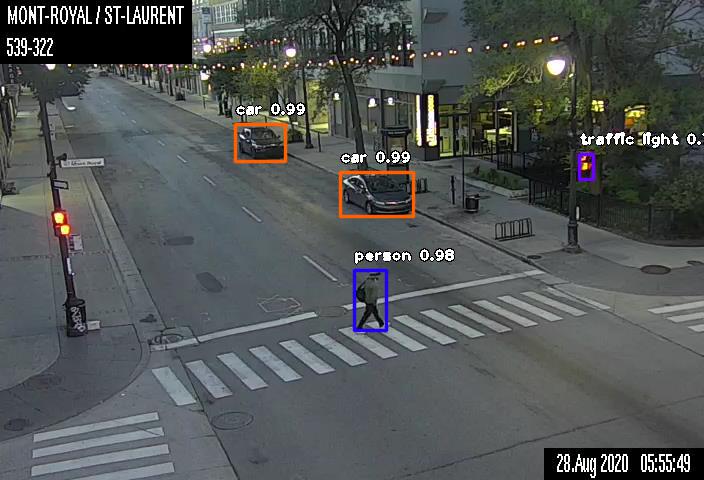 MONT-ROYAL / ST-LAURENT
539-322
car 0.99
car 0.99
traffic light 0.
person 0.98
28.Aug 2020 05:55:49